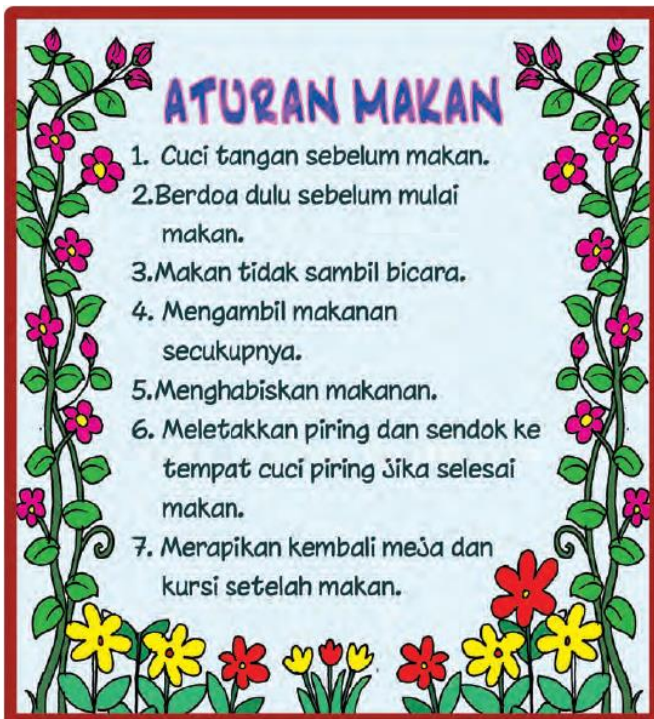 ATURAN MAKAN
1. Cuci tangan sebelum makan.
2.Berdoa dulu sebelum mulai
makan.
3.Makan tidak sambil bicara.
4. Mengambil makanan
secukupnya.
5.Menghabiskan makanan.
6. Meletakkan piring dan sendok ke
tempat cuci piring jika selesai
makan.
7. Merapikan kembali meja dan
kursi setelah makan.